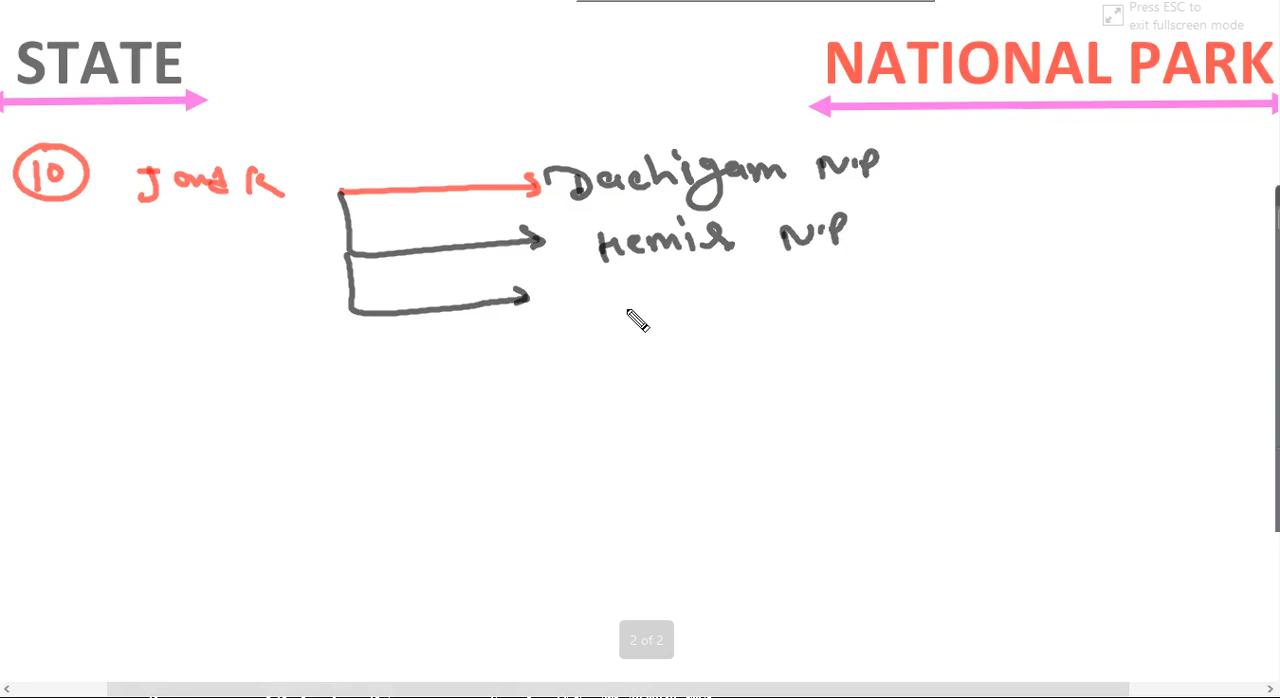 Press ESC to
exit fullscreen mode
STATE
NATIONAL PARK
10 J and K
Dachigam N.P
Hemis N.P
2 of 2